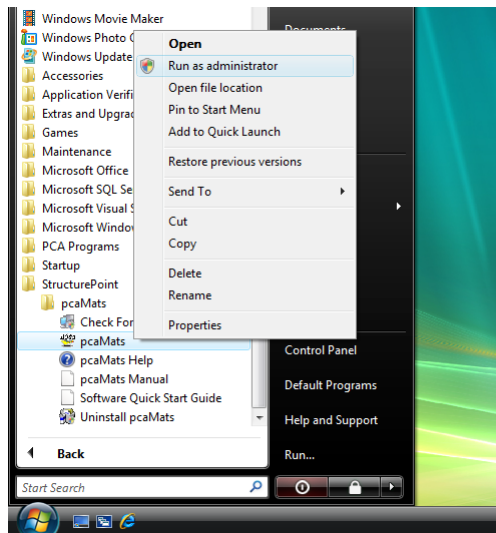 Windows Movie Maker
Windows Photo
Windows Update
Accessories
Application Verifi
Extras and Upgrad
Games
Maintenance
Microsoft Office
Microsoft SQL Se
Microsoft Visual S
Microsoft Window
PCA Programs
Startup
StructurePoint
pcaMats
Check For
pcaMats
pcaMats Help
pcaMats Manual
Software Quick Start Guide
Uninstall pcaMats
Back
Start Search
Open
Run as administrator
Open file location
Pin to Start Menu
Add to Quick Launch
Restore previous versions
Send To
Cut
Copy
Delete
Rename
Properties
Documents
Control Panel
Default Programs
Help and Support
Run...